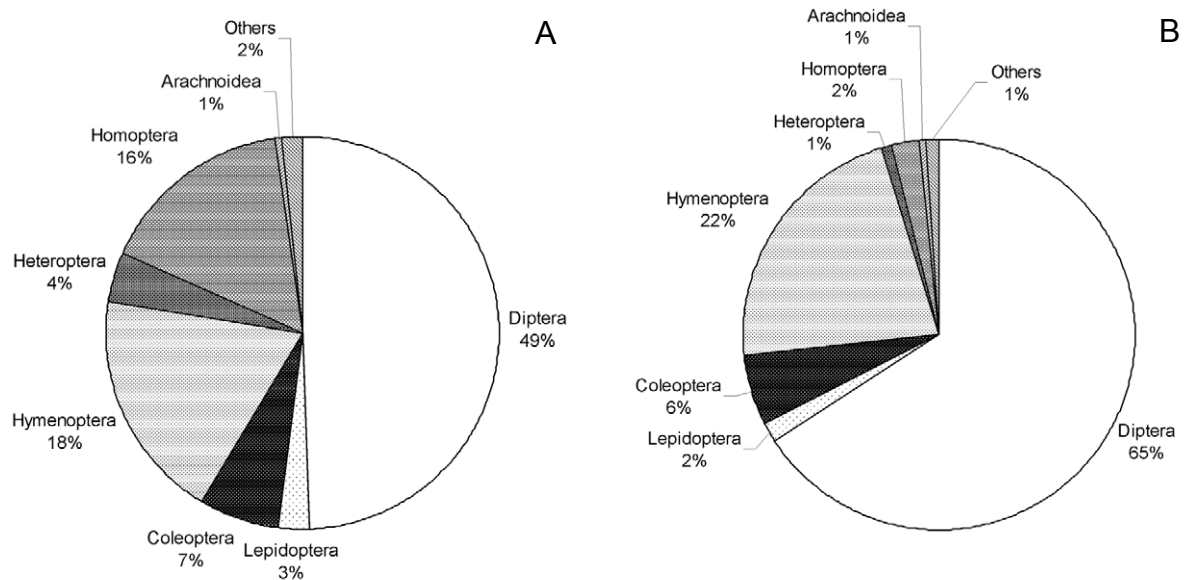 A
Others
2%
Arachnoidea
1%
Homoptera
16%
Heteroptera
4%
Hymenoptera
18%
Coleoptera
7%
Lepidoptera
3%
Diptera
49%
B
Arachnoidea
1%
Homoptera
2%
Others
1%
Heteroptera
1%
Hymenoptera
22%
Coleoptera
6%
Lepidoptera
2%
Diptera
65%